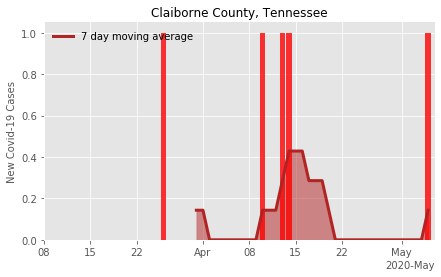 Claiborne County, Tennessee
7 day moving average
New Covid-19 Cases
1.0
0.8
0.6
0.4
0.2
0.0
08 15 22 Apr 08 15 22 May
2020-May